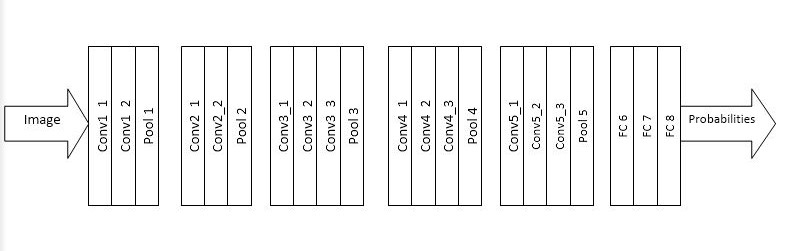 Image
Conv1_1
Conv1_2
Pool 1
Conv2_1
Conv2_2
Pool 2
Conv3_1
Conv3_2
Conv3_3
Pool 3
Conv4_1
Conv4_2
Conv4_3
Pool 4
Conv5_1
Conv5_2
Conv5_3
Pool 5
FC 6
FC 7
FC 8
Probabilities